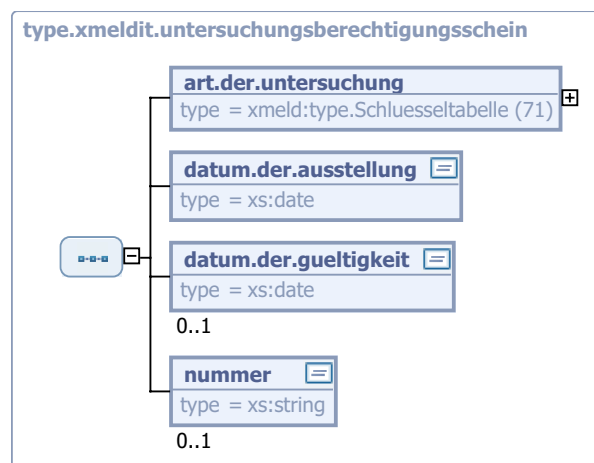 type.xmeldit.untersuchungsberechtigungsschein
art.der.untersuchung
type = xmeld:type.Schluesseltabelle (71)
datum.der.ausstellung
type = xs:date
datum.der.gueltigkeit
type = xs:date
0..1
nummer
type = xs:string
0..1